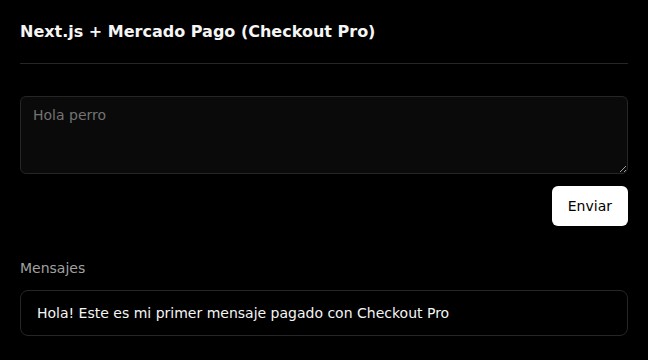 Next.js + Mercado Pago (Checkout Pro)
Hola perro
Enviar
Mensajes
Hola! Este es mi primer mensaje pagado con Checkout Pro